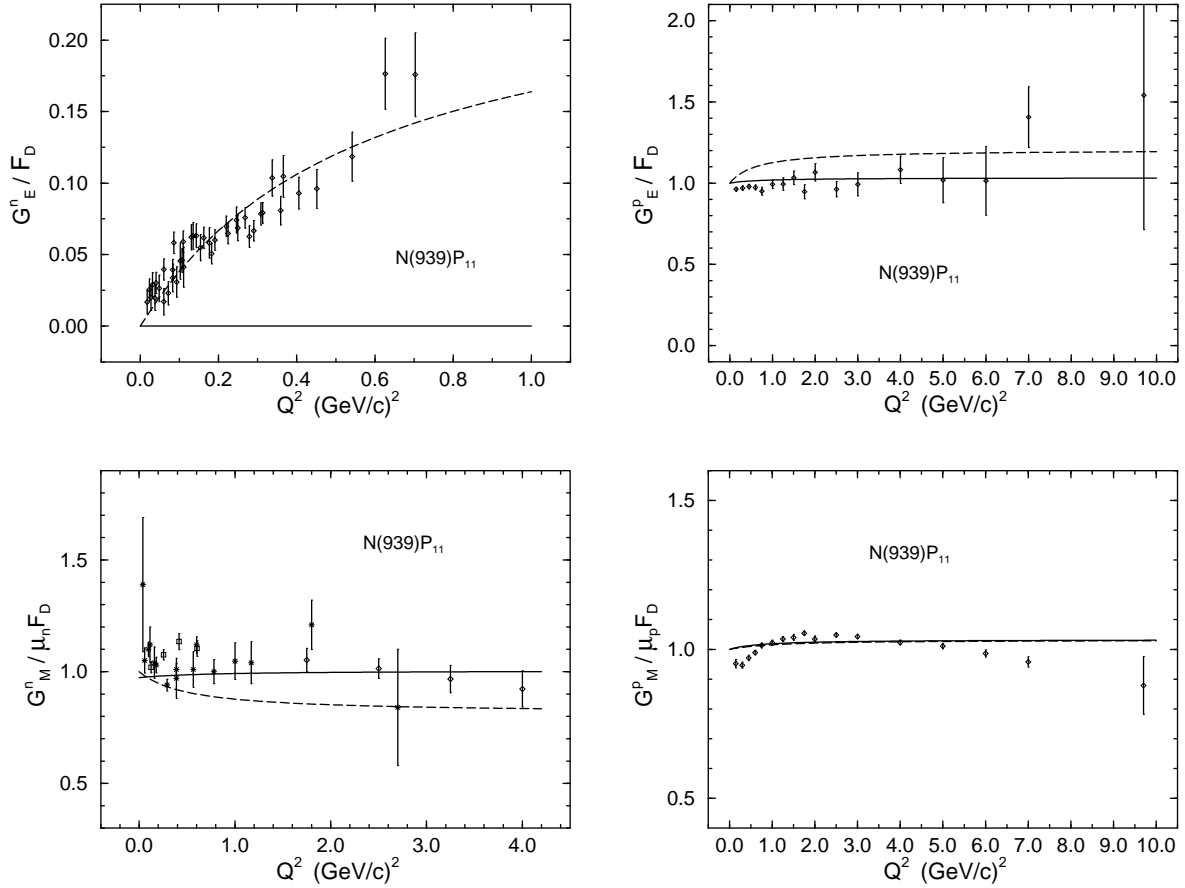 G^n_E / F_D
0.20
0.15
0.10
0.05
0.00
N(939)P_11
0.0 0.2 0.4 0.6 0.8 1.0
Q^2 (GeV/c)^2
G^p_E / F_D
2.0
1.5
1.0
0.5
0.0
N(939)P_11
0.0 1.0 2.0 3.0 4.0 5.0 6.0 7.0 8.0 9.0 10.0
Q^2 (GeV/c)^2
G^n_M / μ_nF_D
1.5
1.0
0.5
N(939)P_11
0.0 1.0 2.0 3.0 4.0
Q^2 (GeV/c)^2
G^p_M / μ_pF_D
1.5
1.0
0.5
N(939)P_11
0.0 1.0 2.0 3.0 4.0 5.0 6.0 7.0 8.0 9.0 10.0
Q^2 (GeV/c)^2